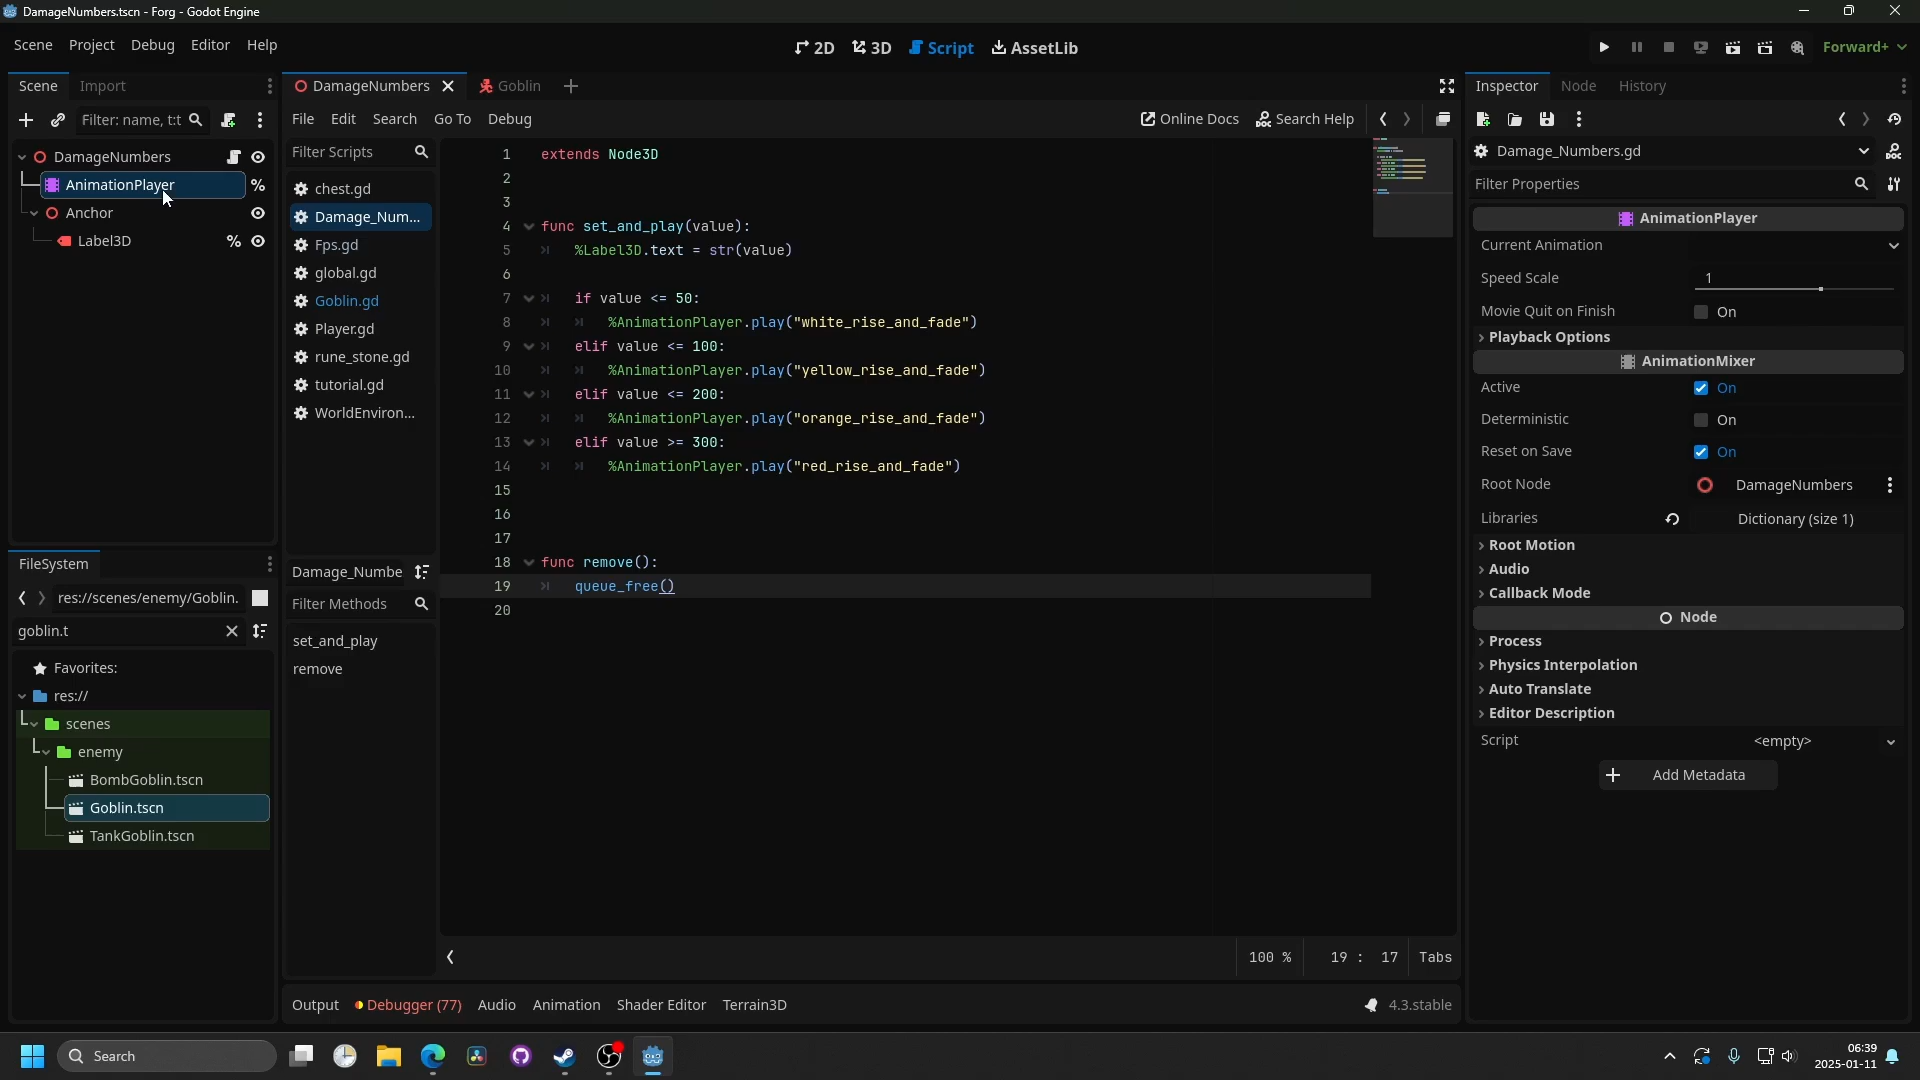 DamageNumbers.tscn - Forg - Godot Engine
Scene Project Debug Editor Help
2D 3D Script AssetLib
Forward+
Scene Import
Filter: name, t:t
DamageNumbers
AnimationPlayer %
Anchor
Label3D %
FileSystem
res://scenes/enemy/Goblin.
goblin.t
Favorites:
res://
scenes
enemy
BombGoblin.tscn
Goblin.tscn
TankGoblin.tscn
DamageNumbers Goblin
File Edit Search Go To Debug
Online Docs Search Help
Filter Scripts
chest.gd
Damage_Num...
Fps.gd
global.gd
Goblin.gd
Player.gd
rune_stone.gd
tutorial.gd
WorldEnviron...
Damage_Numbe
Filter Methods
set_and_play
remove
1 extends Node3D
2
3
4 func set_and_play(value):
5 %Label3D.text = str(value)
6
7 if value <= 50:
8 %AnimationPlayer.play("white_rise_and_fade")
9 elif value <= 100:
10 %AnimationPlayer.play("yellow_rise_and_fade")
11 elif value <= 200:
12 %AnimationPlayer.play("orange_rise_and_fade")
13 elif value >= 300:
14 %AnimationPlayer.play("red_rise_and_fade")
15
16
17
18 func remove():
19 queue_free()
20
100 % 19 : 17 Tabs
Output Debugger (77) Audio Animation Shader Editor Terrain3D
4.3.stable
Inspector Node History
Damage_Numbers.gd
Filter Properties
AnimationPlayer
Current Animation
Speed Scale 1
Movie Quit on Finish On
Playback Options
AnimationMixer
Active On
Deterministic On
Reset on Save On
Root Node DamageNumbers
Libraries Dictionary (size 1)
Root Motion
Audio
Callback Mode
Node
Process
Physics Interpolation
Auto Translate
Editor Description
Script <empty>
Add Metadata
Search
06:39
2025-01-11